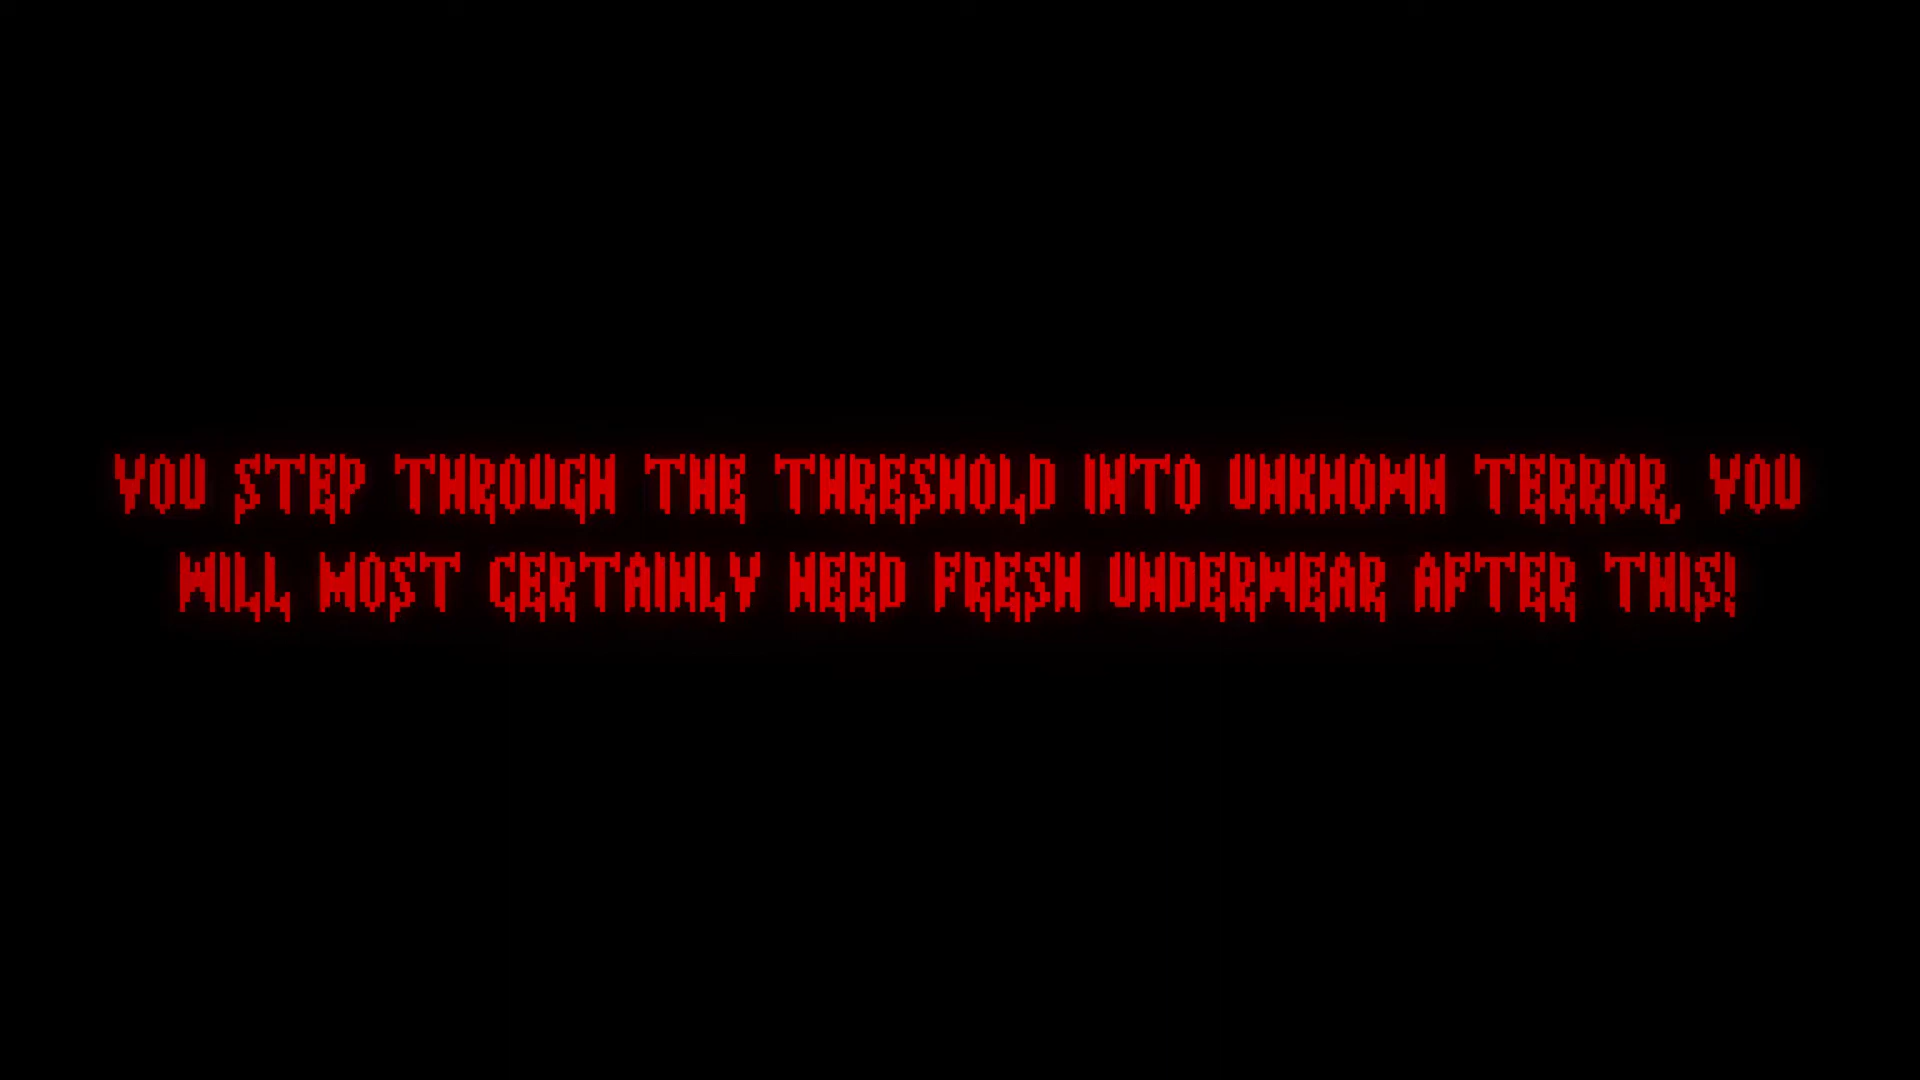 YOU STEP THROUGH THE THRESHOLD INTO UNKNOWN TERROR, YOU
WILL MOST CERTAINLY NEED FRESH UNDERWEAR AFTER THIS!